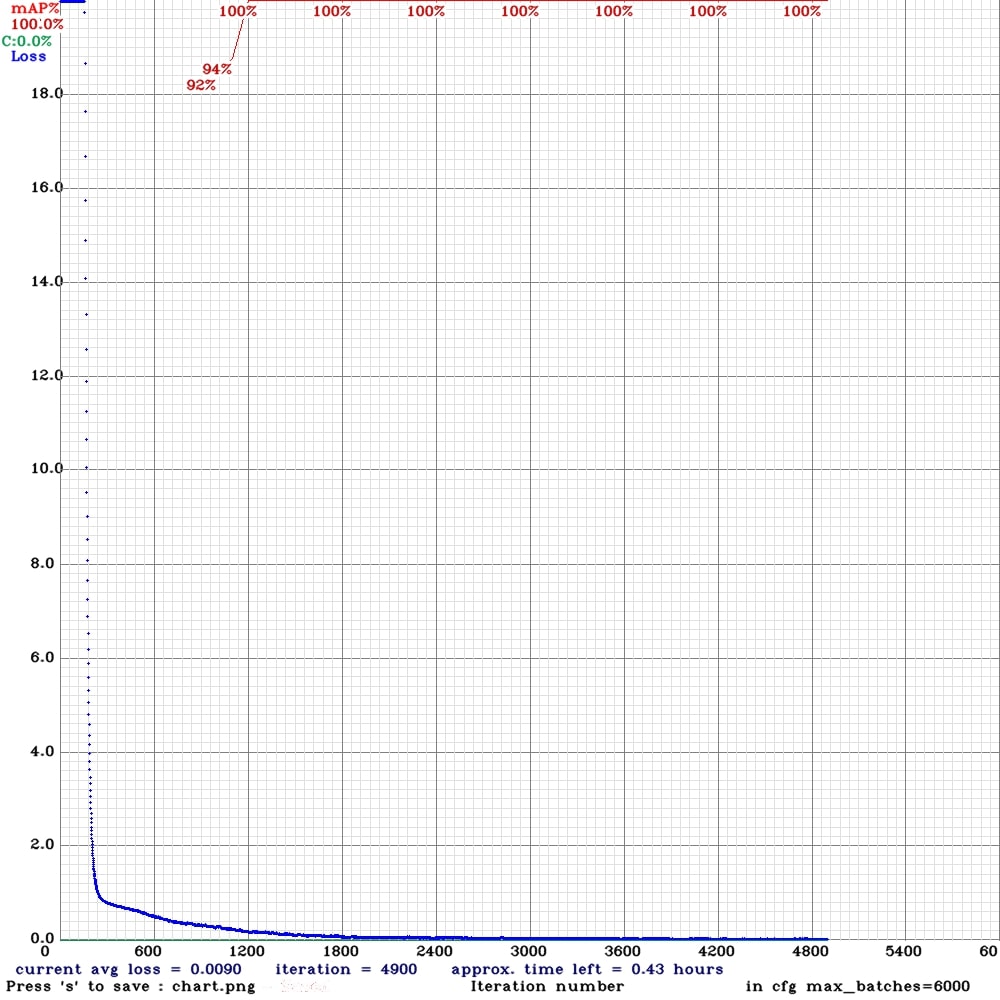 mAP%
100.0%
C:0.0%
Loss
100% 100% 100% 100% 100% 100% 100%
94%
92%
18.0
16.0
14.0
12.0
10.0
8.0
6.0
4.0
2.0
0.0
0 600 1200 1800 2400 3000 3600 4200 4800 5400 60
current avg loss = 0.0090 iteration = 4900 approx. time left = 0.43 hours
Press 's' to save : chart.png Iteration number in cfg max_batches=6000